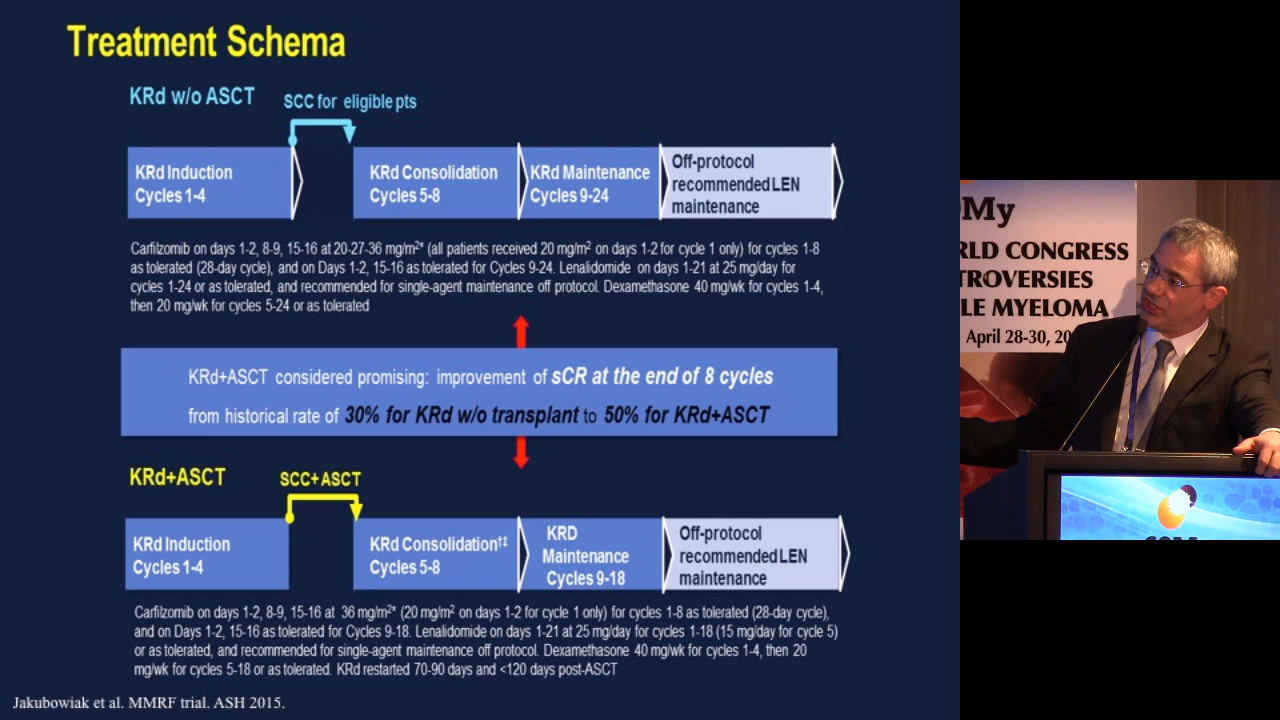 Treatment Schema
KRd w/o ASCT
SCC for eligible pts
KRd Induction
Cycles 1-4
KRd Consolidation
Cycles 5-8
KRd Maintenance
Cycles 9-24
Off-protocol
recommended LEN
maintenance
Carfilzomib on days 1-2, 8-9, 15-16 at 20-27-36 mg/m²* (all patients received 20 mg/m² on days 1-2 for cycle 1 only) for cycles 1-8
as tolerated (28-day cycle), and on Days 1-2, 15-16 as tolerated for Cycles 9-24. Lenalidomide on days 1-21 at 25 mg/day for
cycles 1-24 or as tolerated, and recommended for single-agent maintenance off protocol. Dexamethasone 40 mg/wk for cycles 1-4,
then 20 mg/wk for cycles 5-24 or as tolerated
KRd+ASCT considered promising: improvement of sCR at the end of 8 cycles
from historical rate of 30% for KRd w/o transplant to 50% for KRd+ASCT
KRd+ASCT
SCC+ASCT
KRd Induction
Cycles 1-4
KRd Consolidation†‡
Cycles 5-8
KRD
Maintenance
Cycles 9-18
Off-protocol
recommended LEN
maintenance
Carfilzomib on days 1-2, 8-9, 15-16 at 36 mg/m²* (20 mg/m² on days 1-2 for cycle 1 only) for cycles 1-8 as tolerated (28-day cycle),
and on Days 1-2, 15-16 as tolerated for Cycles 9-18. Lenalidomide on days 1-21 at 25 mg/day for cycles 1-18 (15 mg/day for cycle 5)
or as tolerated, and recommended for single-agent maintenance off protocol. Dexamethasone 40 mg/wk for cycles 1-4, then 20
mg/wk for cycles 5-18 or as tolerated. KRd restarted 70-90 days and <120 days post-ASCT
Jakubowiak et al. MMRF trial. ASH 2015.
My
RLD CONGRESS
TROVERSIES
LE MYELOMA
April 28-30, 20